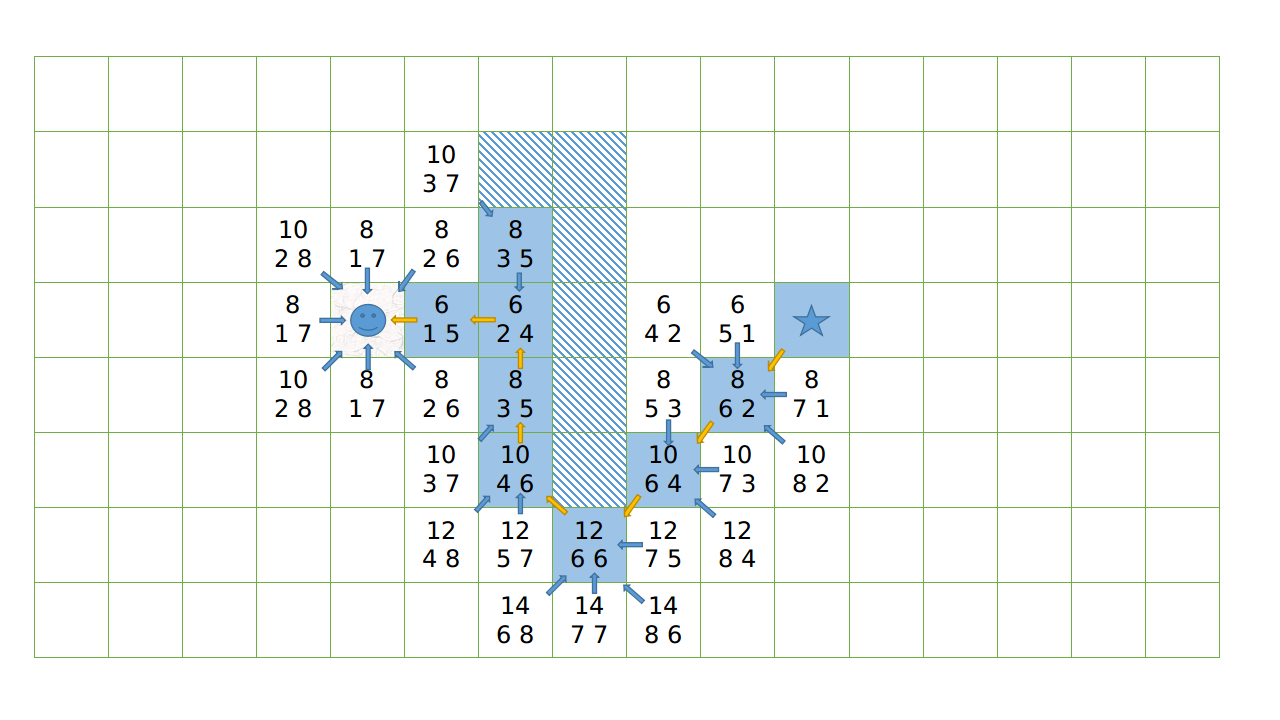 10
3 7
10 8 8 8
2 8 1 7 2 6 3 5
8 6 6 6 6
1 7 1 5 2 4 4 2 5 1
10 8 8 8 8 8 8
2 8 1 7 2 6 3 5 5 3 6 2 7 1
10 10 10 10 10
3 7 4 6 6 4 7 3 8 2
12 12 12 12 12
4 8 5 7 6 6 7 5 8 4
14 14 14
6 8 7 7 8 6